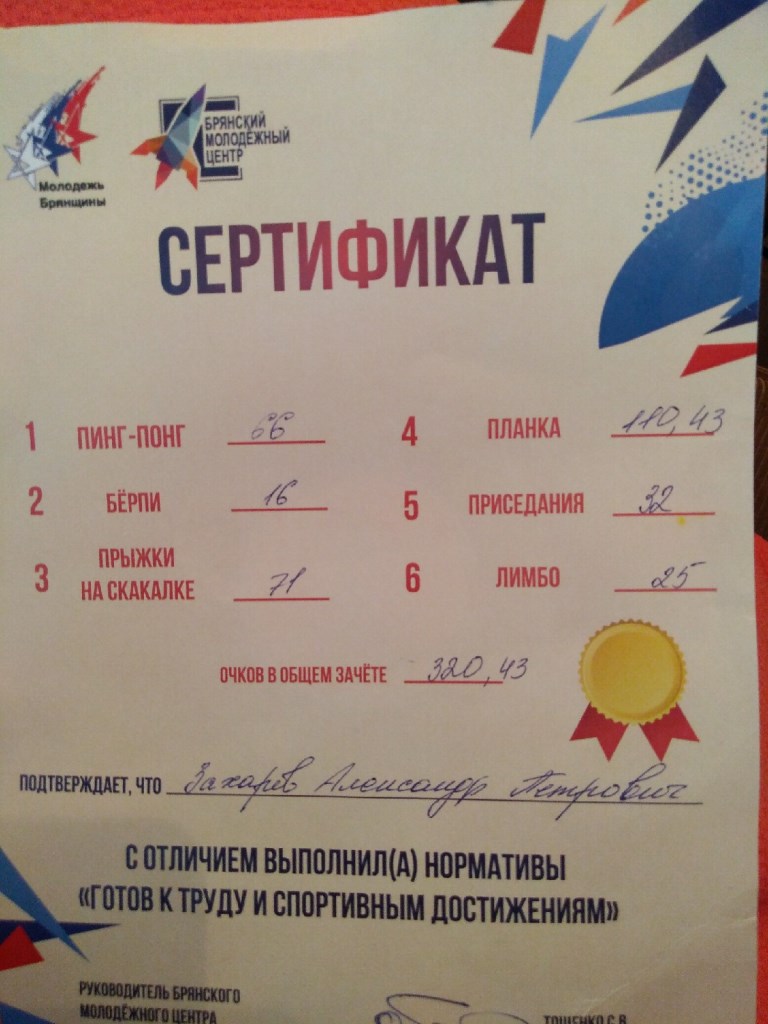 Молодежь
Брянщины
БРЯНСКИЙ
МОЛОДЁЖНЫЙ
ЦЕНТР
СЕРТИФИКАТ
1 ПИНГ-ПОНГ 66
2 БЁРПИ 16
3 ПРЫЖКИ
НА СКАКАЛКЕ 71
4 ПЛАНКА 110,43
5 ПРИСЕДАНИЯ 32
6 ЛИМБО 25
ОЧКОВ В ОБЩЕМ ЗАЧЁТЕ 320,43
ПОДТВЕРЖДАЕТ, ЧТО Захаров Александр Петрович
С ОТЛИЧИЕМ ВЫПОЛНИЛ(А) НОРМАТИВЫ
«ГОТОВ К ТРУДУ И СПОРТИВНЫМ ДОСТИЖЕНИЯМ»
РУКОВОДИТЕЛЬ БРЯНСКОГО
МОЛОДЁЖНОГО ЦЕНТРА ТОЩЕНКО С.В.